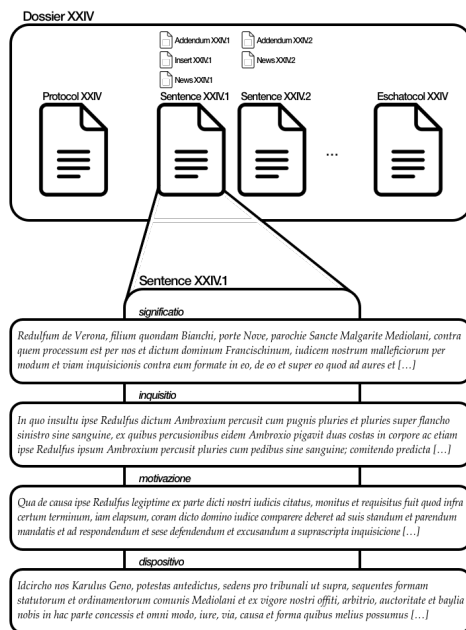 Dossier XXIV
Addendum XXIV.1
Addendum XXIV.2
Insert XXIV.1
News XXIV.2
News XXIV.1
Protocol XXIV
Sentence XXIV.1
Sentence XXIV.2
...
Eschatocol XXIV
Sentence XXIV.1
significatio
Redulfum de Verona, filium quondam Bianchi, porte Nove, parochie Sancte Malgarite Mediolani, contra
quem processum est per nos et dictum dominum Francischinum, iudicem nostrum malleficiorum per
modum et viam inquisicionis contra eum formate in eo, de eo et super eo quod ad aures et […]
inquisitio
In quo insultu ipse Redulfus dictum Ambroxium percusit cum pugnis pluries et pluries super flancho
sinistro sine sanguine, ex quibus percusionibus eidem Ambroxio pigavit duas costas in corpore ac etiam
ipse Redulfus ipsum Ambroxium percusit pluries cum pedibus sine sanguine; comitendo predicta […]
motivazione
Qua de causa ipse Redulfus legiptime ex parte dicti nostri iudicis citatus, monitus et requisitus fuit quod infra
certum terminum, iam elapsum, coram dicto domino iudice comparere deberet ad suis standum et parendum
mandatis et ad respondendum et sese defendendum et excusandum a suprascripta inquisicione […]
dispositivo
Idcircho nos Karulus Geno, potestas antedictus, sedens pro tribunali ut supra, sequentes formam
statutorum et ordinamentorum comunis Mediolani et ex vigore nostri offiti, arbitrio, auctoritate et baylia
nobis in hac parte concessis et omni modo, iure, via, causa et forma quibus melius possumus […]